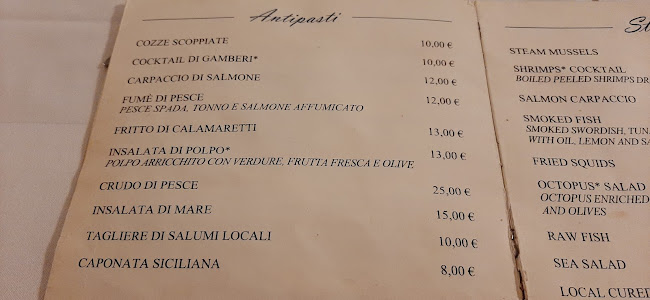 Antipasti
COZZE SCOPPIATE 10,00 €
COCKTAIL DI GAMBERI* 10,00 €
CARPACCIO DI SALMONE 12,00 €
FUMÈ DI PESCE 12,00 €
PESCE SPADA, TONNO E SALMONE AFFUMICATO
FRITTO DI CALAMARETTI 13,00 €
INSALATA DI POLPO* 13,00 €
POLPO ARRICCHITO CON VERDURE, FRUTTA FRESCA E OLIVE
CRUDO DI PESCE 25,00 €
INSALATA DI MARE 15,00 €
TAGLIERE DI SALUMI LOCALI 10,00 €
CAPONATA SICILIANA 8,00 €
St
STEAM MUSSELS
SHRIMPS* COCKTAIL
BOILED PEELED SHRIMPS DR
SALMON CARPACCIO
SMOKED FISH
SMOKED SWORDISH, TUN
WITH OIL, LEMON AND SA
FRIED SQUIDS
OCTOPUS* SALAD
OCTOPUS ENRICHED
AND OLIVES
RAW FISH
SEA SALAD
LOCAL CURED